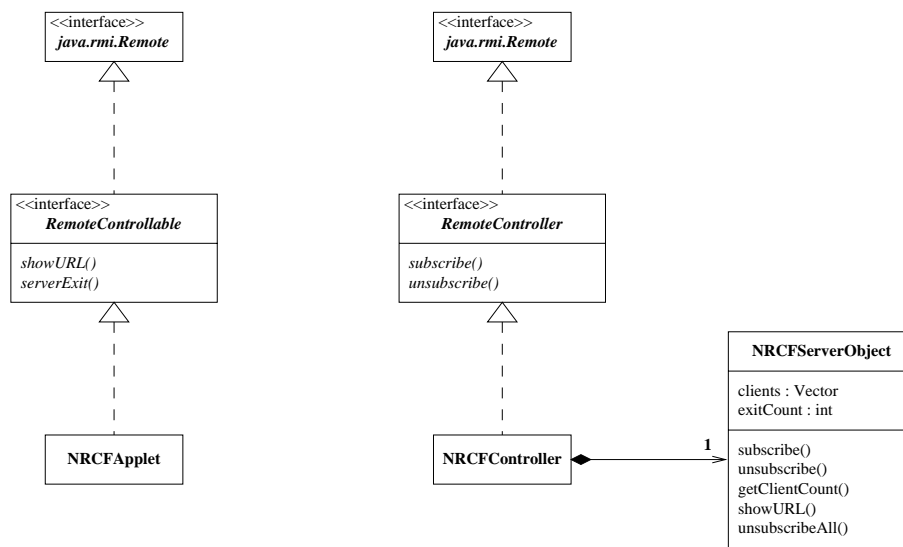 <<interface>>
java.rmi.Remote
<<interface>>
RemoteControllable
showURL()
serverExit()
NRCFApplet
<<interface>>
java.rmi.Remote
<<interface>>
RemoteController
subscribe()
unsubscribe()
NRCFController
1
NRCFServerObject
clients : Vector
exitCount : int
subscribe()
unsubscribe()
getClientCount()
showURL()
unsubscribeAll()